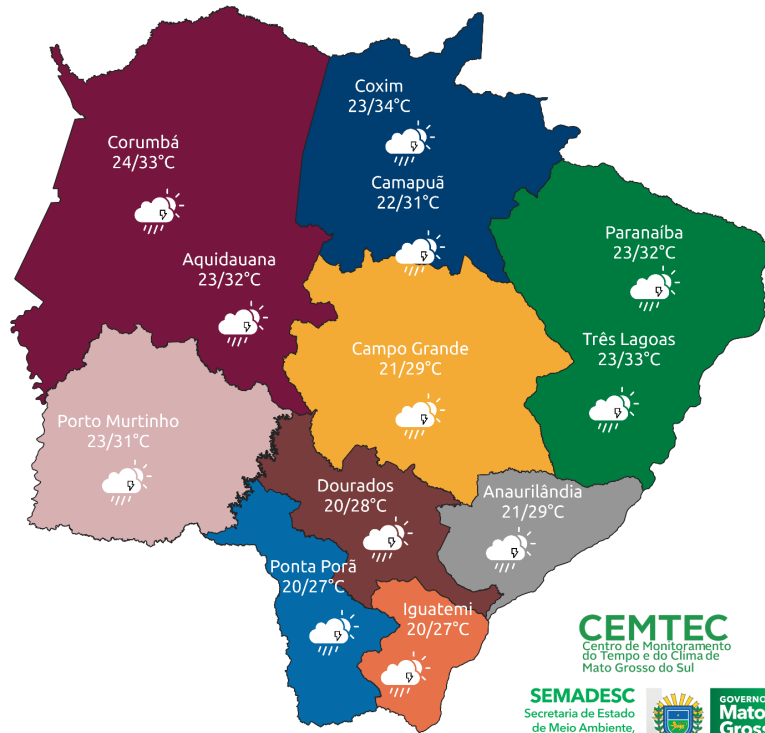 Coxim
23/34°C
Corumbá
24/33°C
Camapuã
22/31°C
Paranaíba
23/32°C
Aquidauana
23/32°C
Três Lagoas
23/33°C
Campo Grande
21/29°C
Porto Murtinho
23/31°C
Dourados
20/28°C
Anaurilândia
21/29°C
Ponta Porã
20/27°C
Iguatemi
20/27°C
CEMTEC
Centro de Monitoramento
do Tempo e do Clima de
Mato Grosso do Sul
SEMADESC
Secretaria de Estado
de Meio Ambiente,
GOVERNO
Mato
Gross